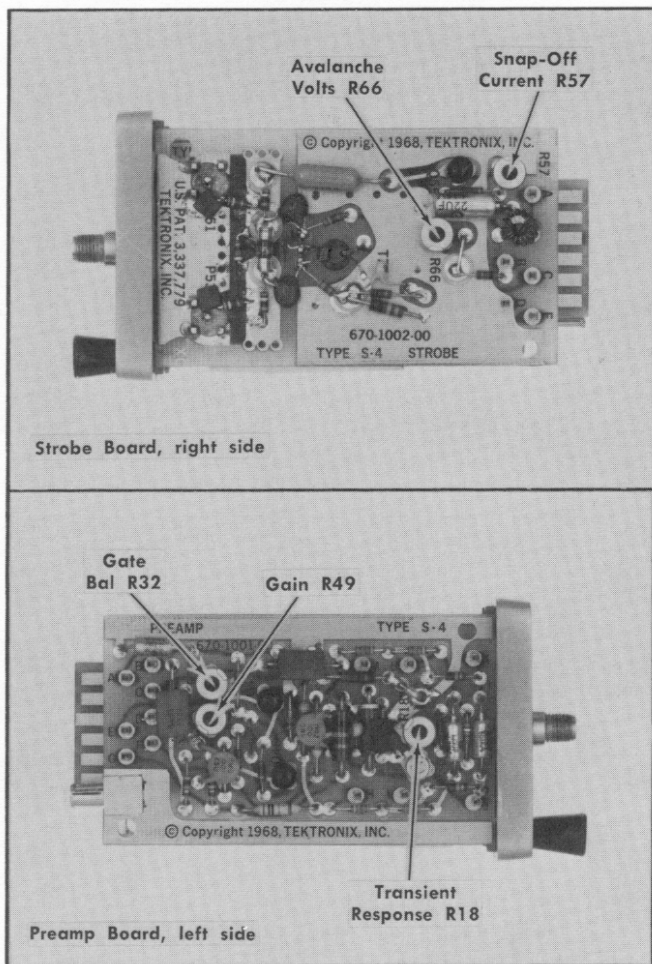 Avalanche
Volts R66
Snap-Off
Current R57
© Copyright 1968, TEKTRONIX, INC.
R57
A
220F
U.S. PAT. 3,337,779
TEKTRONIX,
INC.
R66
C
E
670-1002-00
TYPE S-4 STROBE
Strobe Board, right side
Gate
Bal R32
Gain R49
PREAMP
TYPE S-4
© Copyright 1968, TEKTRONIX, INC.
Transient
Response R18
Preamp Board, left side